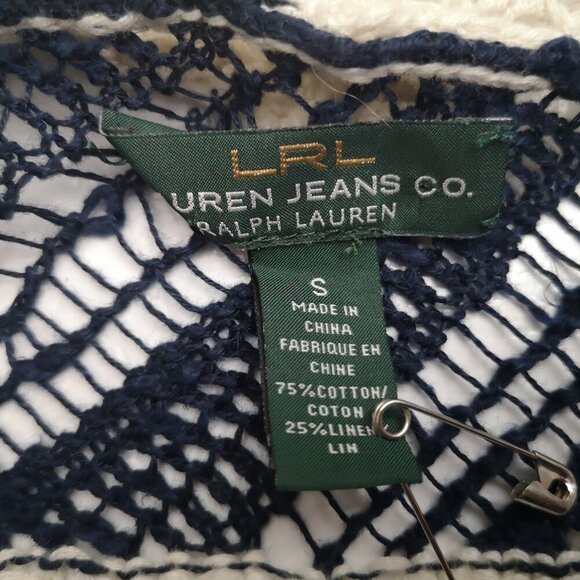 LRL
UREN JEANS CO.
RALPH LAUREN
S
MADE IN
CHINA
FABRIQUE EN
CHINE
75%COTTON/
COTON
25%LINEN
LIN